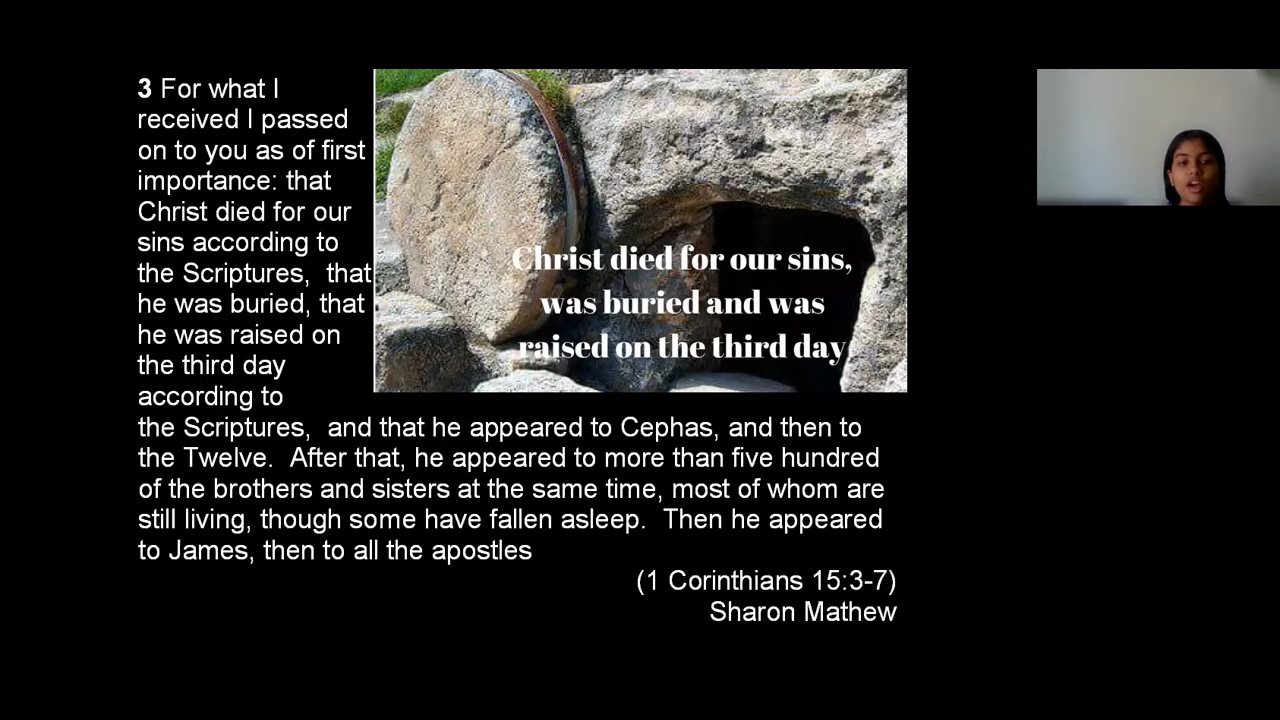 3 For what I
received I passed
on to you as of first
importance: that
Christ died for our
sins according to
the Scriptures,  that
he was buried, that
he was raised on
the third day
according to
the Scriptures,  and that he appeared to Cephas, and then to
the Twelve.  After that, he appeared to more than five hundred
of the brothers and sisters at the same time, most of whom are
still living, though some have fallen asleep.  Then he appeared
to James, then to all the apostles
(1 Corinthians 15:3-7)
Sharon Mathew
Christ died for our sins,
was buried and was
raised on the third day